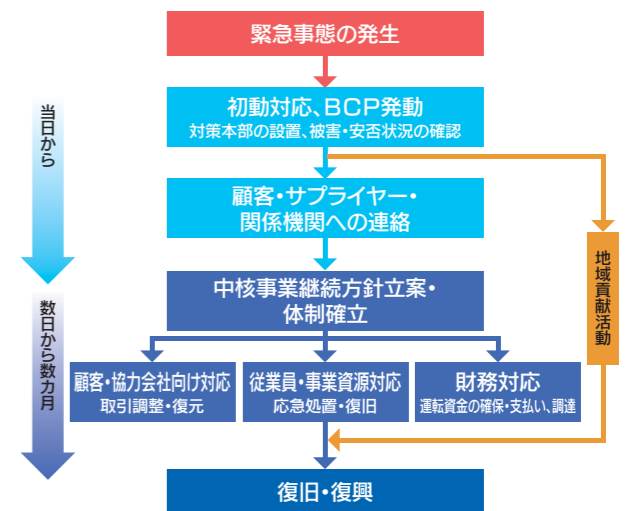 緊急事態の発生
初動対応、BCP発動
対策本部の設置、被害・安否状況の確認
当日から
顧客・サプライヤー・
関係機関への連絡
地域貢献活動
中核事業継続方針立案・
体制確立
数日から数カ月
顧客・協力会社向け対応
取引調整・復元
従業員・事業資源対応
応急処置・復旧
財務対応
運転資金の確保・支払い、調達
復旧・復興